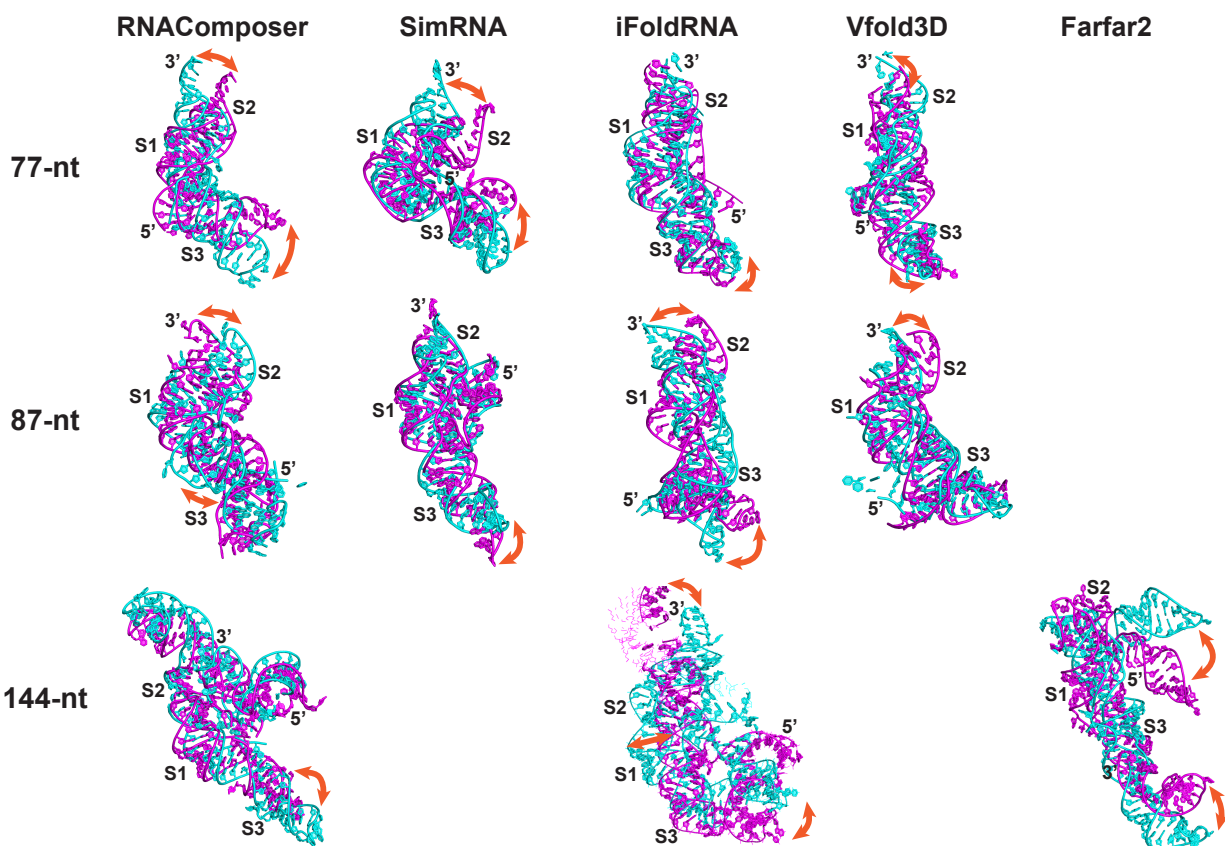 RNAComposer SimRNA iFoldRNA Vfold3D Farfar2
77-nt
3’ S2 S1 5’ S3
3’ S1 S2 5’ S3
3’ S2 S1 5’ S3
3’ S2 S1 5’ S3
87-nt
3’ S2 S1 5’ S3
3’ S2 5’ S1 S3
3’ S2 S1 S3 5’
3’ S2 S1 S3 5’
144-nt
3’ S2 5’ S1 S3
3’ S2 5’ S1 S3
S2 5’ S1 S3 3’